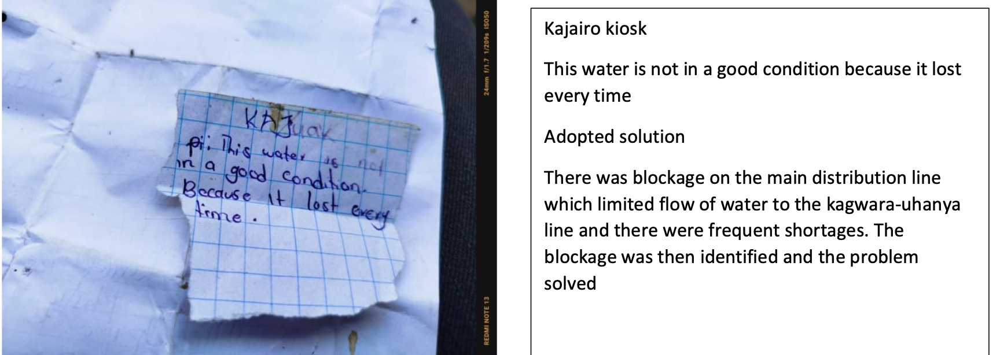 KAJuak
pi: This water is not
in a good condition.
Because it lost every
time.
24mm f/1.7 1/209s ISO50
REDMI NOTE 13
Kajairo kiosk
This water is not in a good condition because it lost
every time
Adopted solution
There was blockage on the main distribution line
which limited flow of water to the kagwara-uhanya
line and there were frequent shortages. The
blockage was then identified and the problem
solved